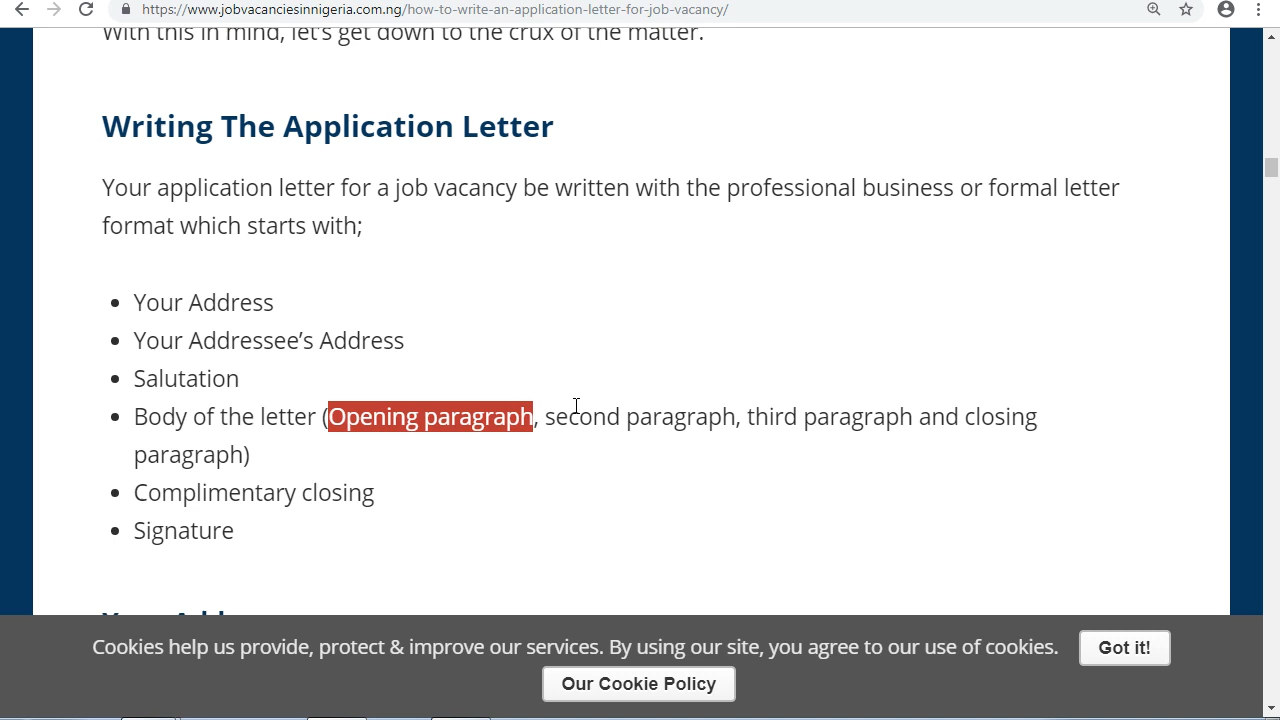 https://www.jobvacanciesinnigeria.com.ng/how-to-write-an-application-letter-for-job-vacancy/
With this in mind, let's get down to the crux of the matter.
Writing The Application Letter
Your application letter for a job vacancy be written with the professional business or formal letter
format which starts with;
• Your Address
• Your Addressee’s Address
• Salutation
• Body of the letter (Opening paragraph, second paragraph, third paragraph and closing
paragraph)
• Complimentary closing
• Signature
Cookies help us provide, protect & improve our services. By using our site, you agree to our use of cookies. Got it!
Our Cookie Policy